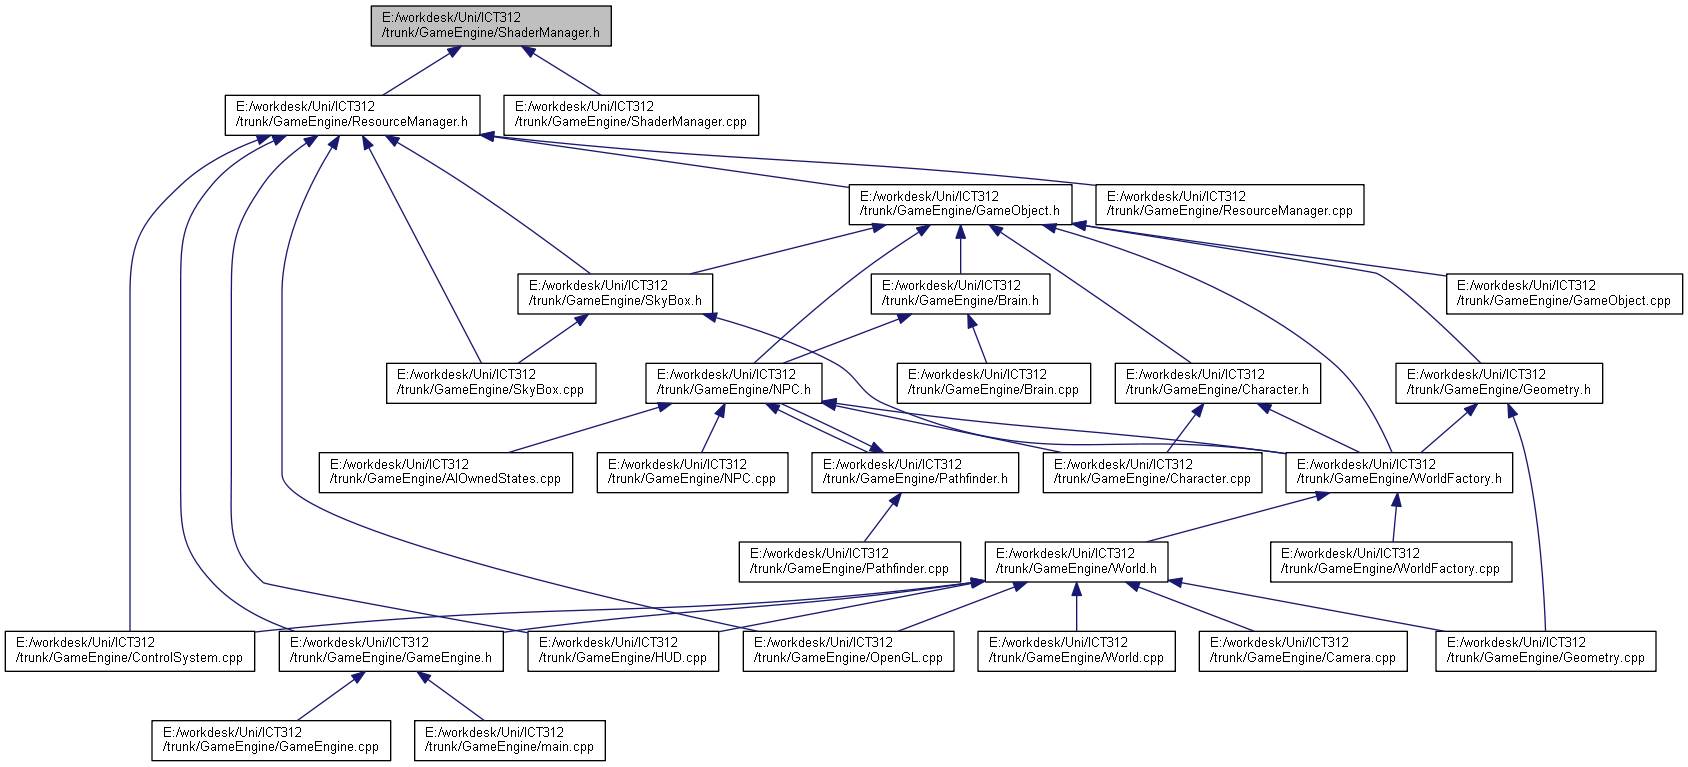 E:/workdesk/Uni/ICT312
/trunk/GameEngine/ShaderManager.h
E:/workdesk/Uni/ICT312
/trunk/GameEngine/ResourceManager.h
E:/workdesk/Uni/ICT312
/trunk/GameEngine/ShaderManager.cpp
E:/workdesk/Uni/ICT312
/trunk/GameEngine/GameObject.h
E:/workdesk/Uni/ICT312
/trunk/GameEngine/ResourceManager.cpp
E:/workdesk/Uni/ICT312
/trunk/GameEngine/SkyBox.h
E:/workdesk/Uni/ICT312
/trunk/GameEngine/Brain.h
E:/workdesk/Uni/ICT312
/trunk/GameEngine/GameObject.cpp
E:/workdesk/Uni/ICT312
/trunk/GameEngine/SkyBox.cpp
E:/workdesk/Uni/ICT312
/trunk/GameEngine/NPC.h
E:/workdesk/Uni/ICT312
/trunk/GameEngine/Brain.cpp
E:/workdesk/Uni/ICT312
/trunk/GameEngine/Character.h
E:/workdesk/Uni/ICT312
/trunk/GameEngine/Geometry.h
E:/workdesk/Uni/ICT312
/trunk/GameEngine/AIOwnedStates.cpp
E:/workdesk/Uni/ICT312
/trunk/GameEngine/NPC.cpp
E:/workdesk/Uni/ICT312
/trunk/GameEngine/Pathfinder.h
E:/workdesk/Uni/ICT312
/trunk/GameEngine/Character.cpp
E:/workdesk/Uni/ICT312
/trunk/GameEngine/WorldFactory.h
E:/workdesk/Uni/ICT312
/trunk/GameEngine/Pathfinder.cpp
E:/workdesk/Uni/ICT312
/trunk/GameEngine/World.h
E:/workdesk/Uni/ICT312
/trunk/GameEngine/WorldFactory.cpp
E:/workdesk/Uni/ICT312
/trunk/GameEngine/ControlSystem.cpp
E:/workdesk/Uni/ICT312
/trunk/GameEngine/GameEngine.h
E:/workdesk/Uni/ICT312
/trunk/GameEngine/HUD.cpp
E:/workdesk/Uni/ICT312
/trunk/GameEngine/OpenGL.cpp
E:/workdesk/Uni/ICT312
/trunk/GameEngine/World.cpp
E:/workdesk/Uni/ICT312
/trunk/GameEngine/Camera.cpp
E:/workdesk/Uni/ICT312
/trunk/GameEngine/Geometry.cpp
E:/workdesk/Uni/ICT312
/trunk/GameEngine/GameEngine.cpp
E:/workdesk/Uni/ICT312
/trunk/GameEngine/main.cpp